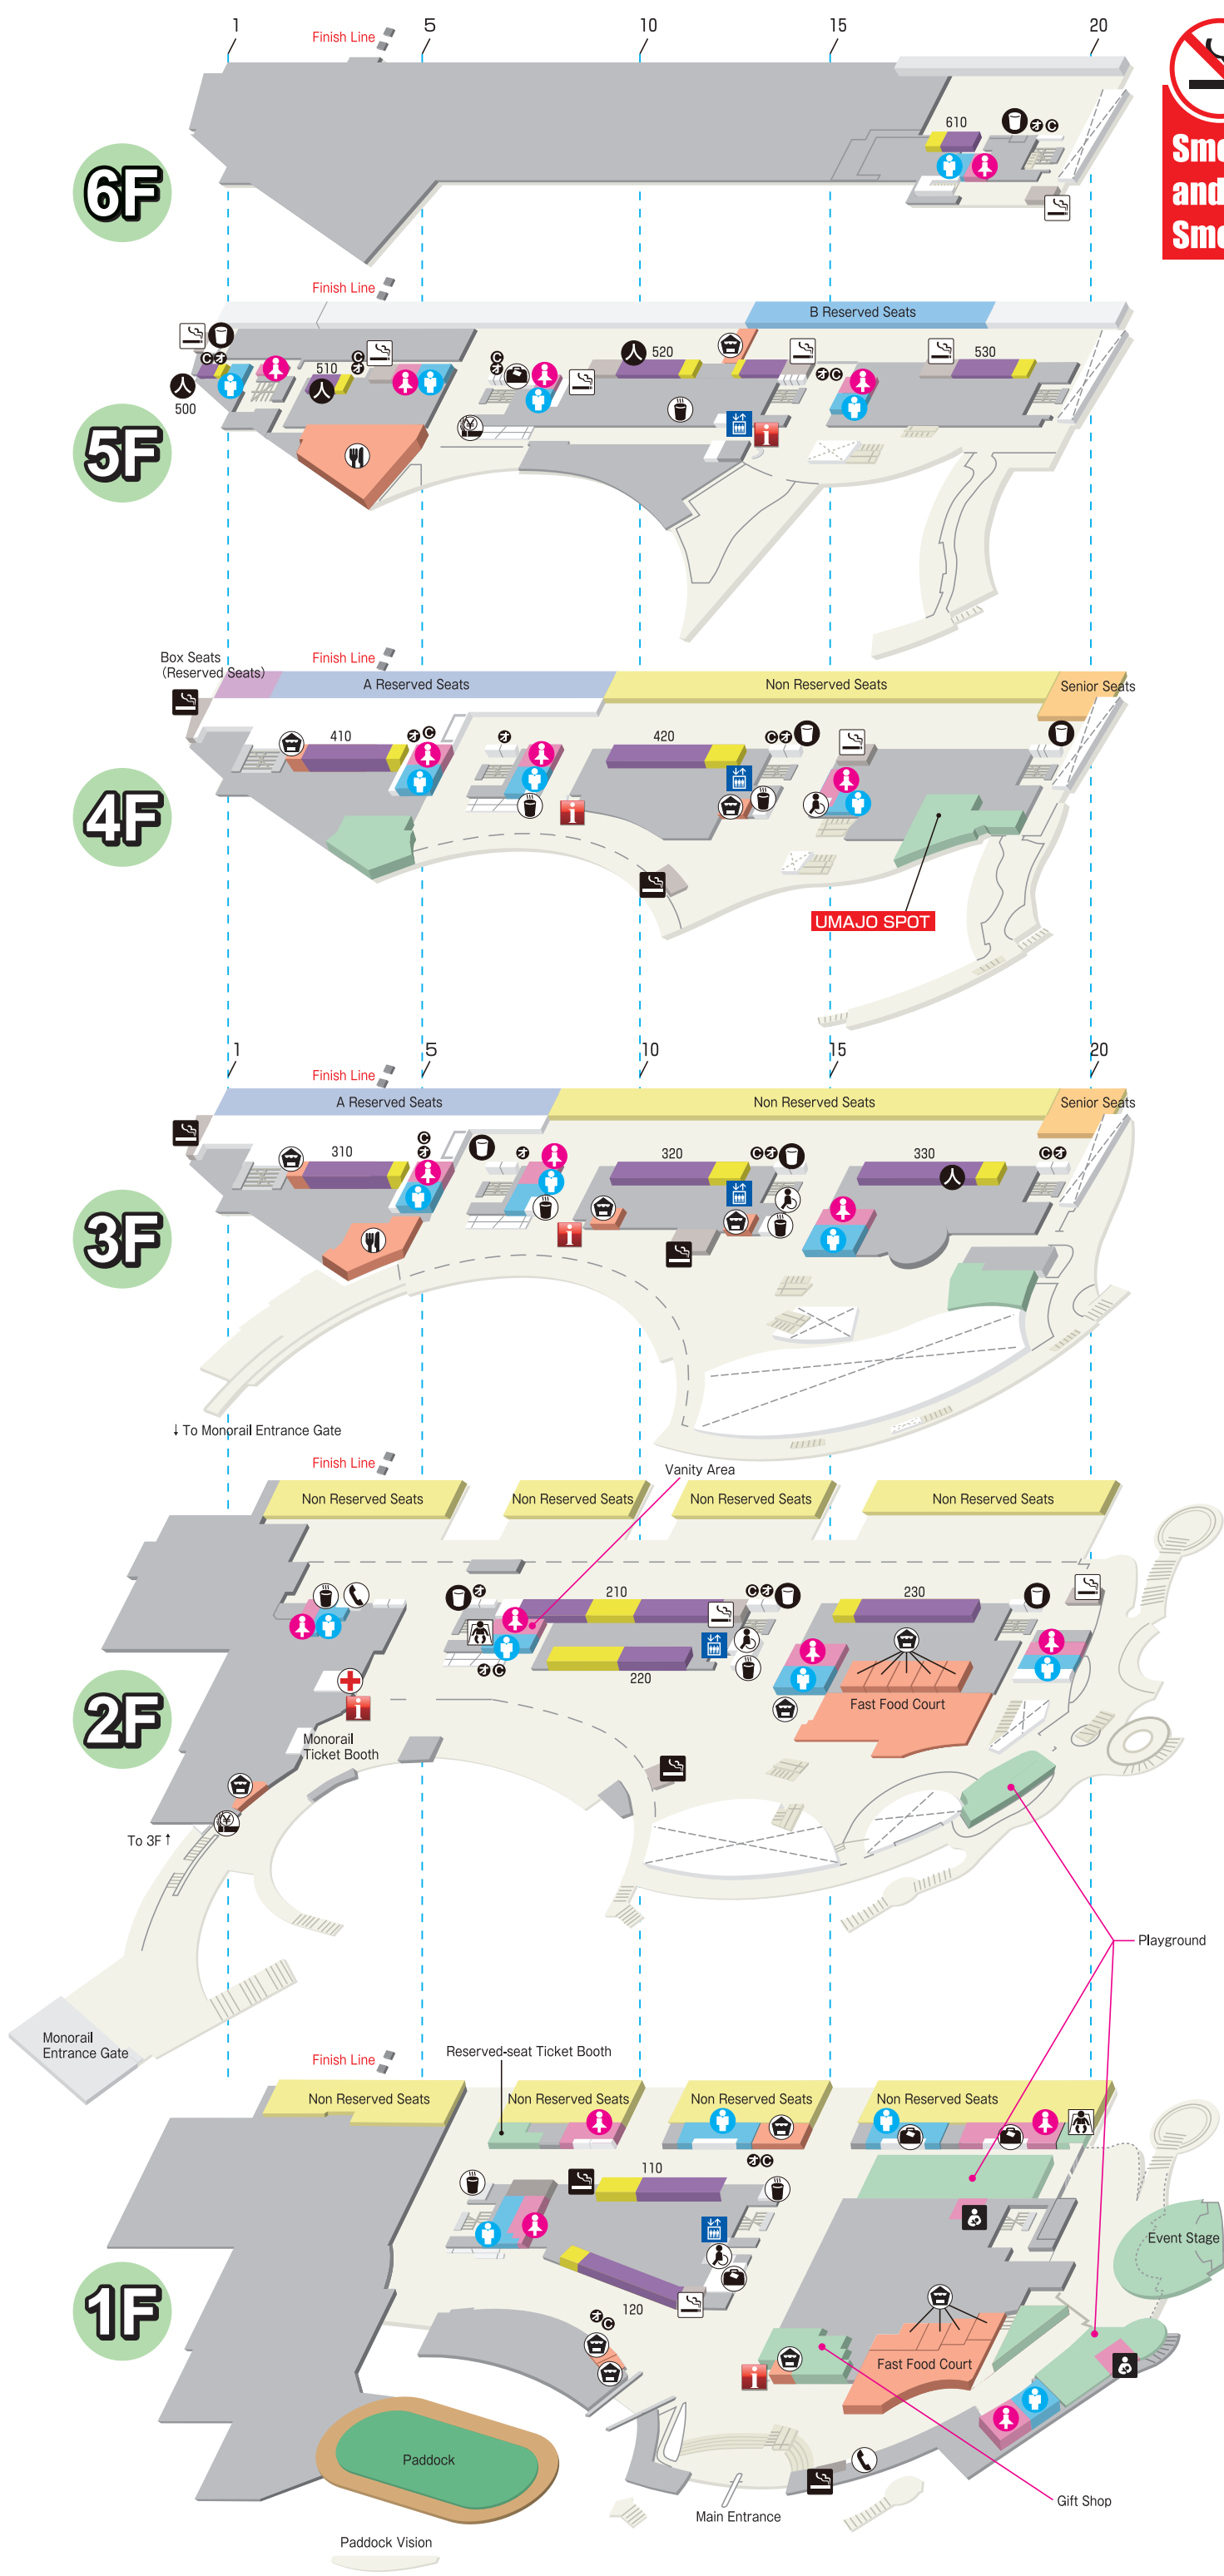 1
5
10
15
20
Finish Line
610
6F
Smo
and
Smo
Finish Line
B Reserved Seats
500
510
520
530
C オ
5F
Box Seats
(Reserved Seats)
Finish Line
A Reserved Seats
Non Reserved Seats
Senior Seats
410
420
4F
UMAJO SPOT
1
5
10
15
20
Finish Line
A Reserved Seats
Non Reserved Seats
Senior Seats
310
320
330
3F
↓ To Monorail Entrance Gate
Finish Line
Vanity Area
Non Reserved Seats
Non Reserved Seats
Non Reserved Seats
Non Reserved Seats
210
230
220
2F
Fast Food Court
Monorail
Ticket Booth
To 3F ↑
Playground
Monorail
Entrance Gate
Finish Line
Reserved-seat Ticket Booth
Non Reserved Seats
Non Reserved Seats
Non Reserved Seats
Non Reserved Seats
110
Event Stage
1F
120
Fast Food Court
Paddock
Main Entrance
Gift Shop
Paddock Vision